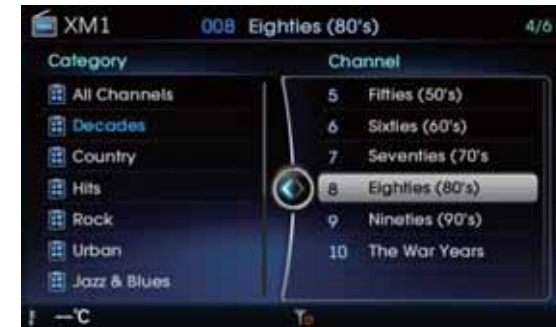 XM1 008 Eighties (80's) 4/6
Category Channel
All Channels 5 Fifties (50's)
Decades 6 Sixties (60's)
Country 7 Seventies (70's
Hits 8 Eighties (80's)
Rock 9 Nineties (90's)
Urban 10 The War Years
Jazz & Blues
--°C